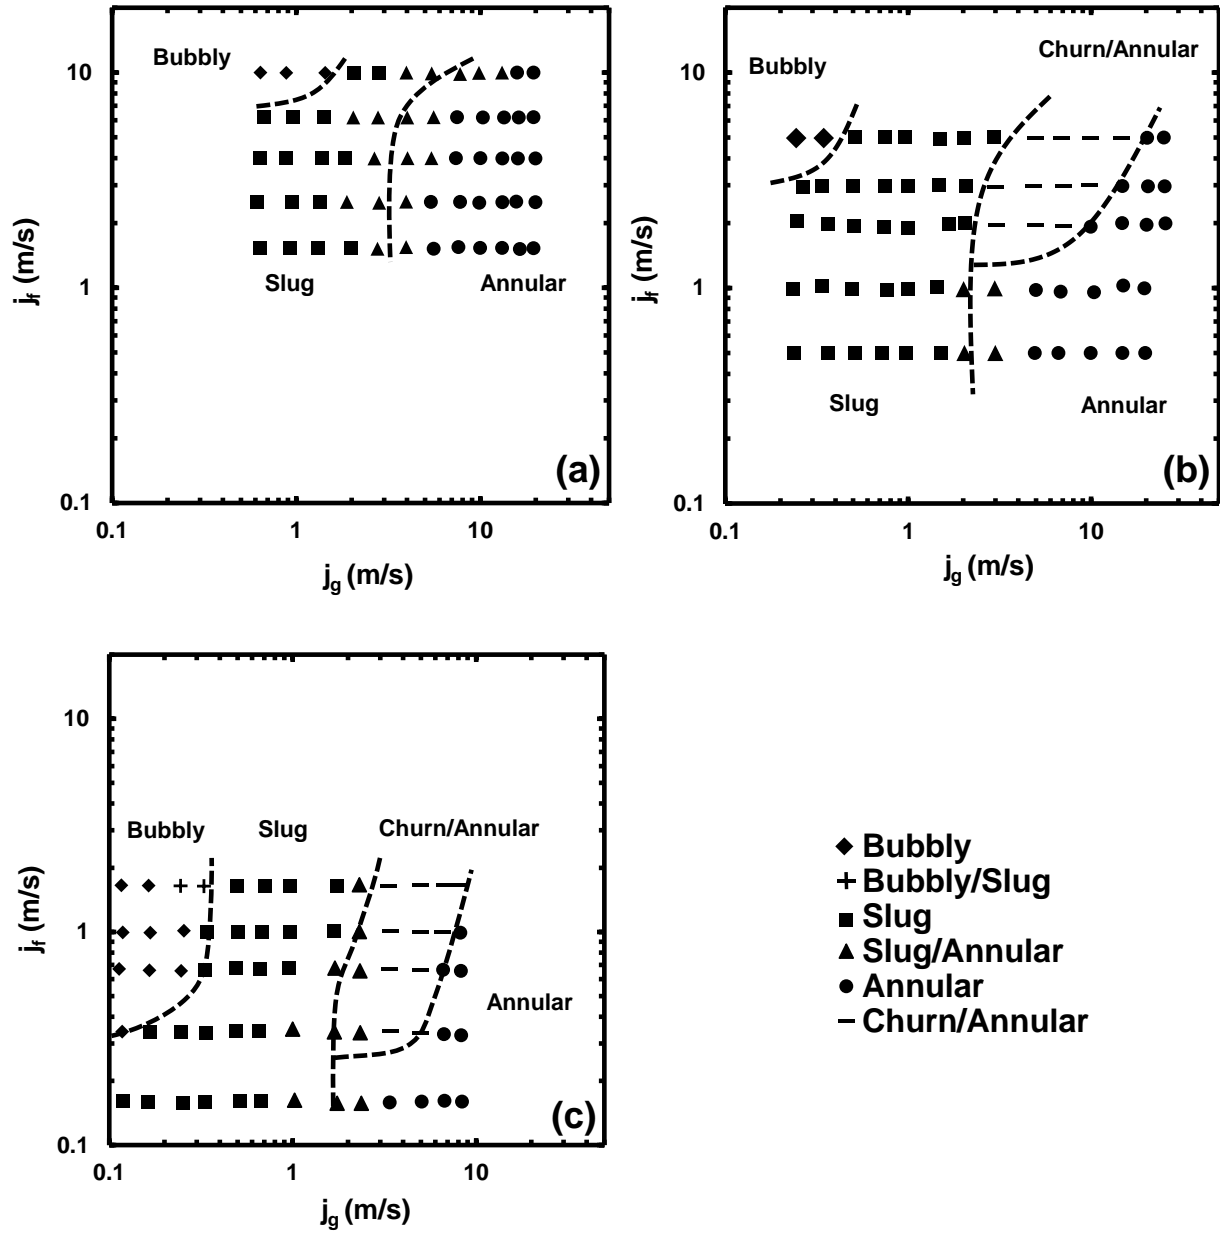 Bubbly
10
j_f (m/s)
1
Slug
Annular
(a)
0.1
0.1
1
10
j_g (m/s)
Churn/Annular
Bubbly
10
j_f (m/s)
1
Slug
Annular
(b)
0.1
0.1
1
10
j_g (m/s)
10
Bubbly
Slug
Churn/Annular
j_f (m/s)
1
Annular
(c)
0.1
0.1
1
10
j_g (m/s)
Bubbly
Bubbly/Slug
Slug
Slug/Annular
Annular
Churn/Annular